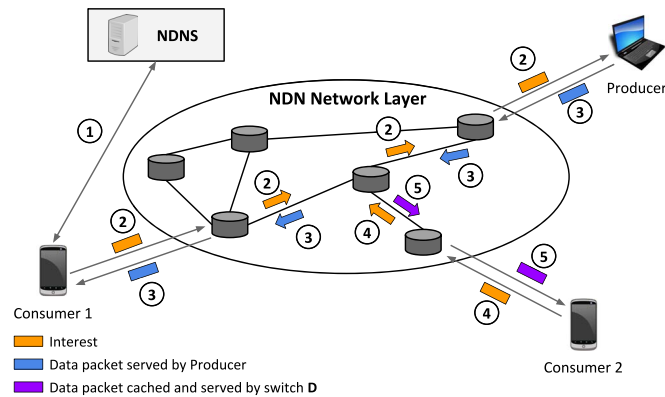 NDNS
2
Producer
3
1
NDN Network Layer
2
3
2
5
3
4
2
3
5
4
Consumer 1
Consumer 2
Interest
Data packet served by Producer
Data packet cached and served by switch D